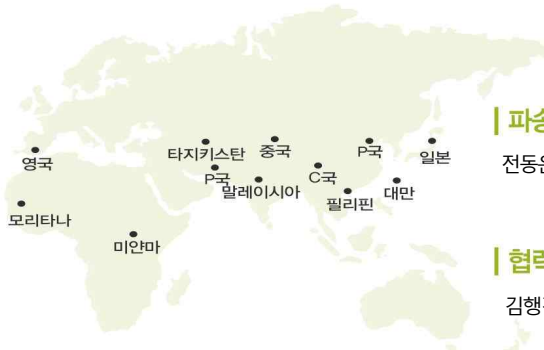 영국
타지키스탄
중국
P국
일본
P국
말레이시아
C국
필리핀
대만
모리타나
미얀마
| 파송
전동은
| 협력
김행